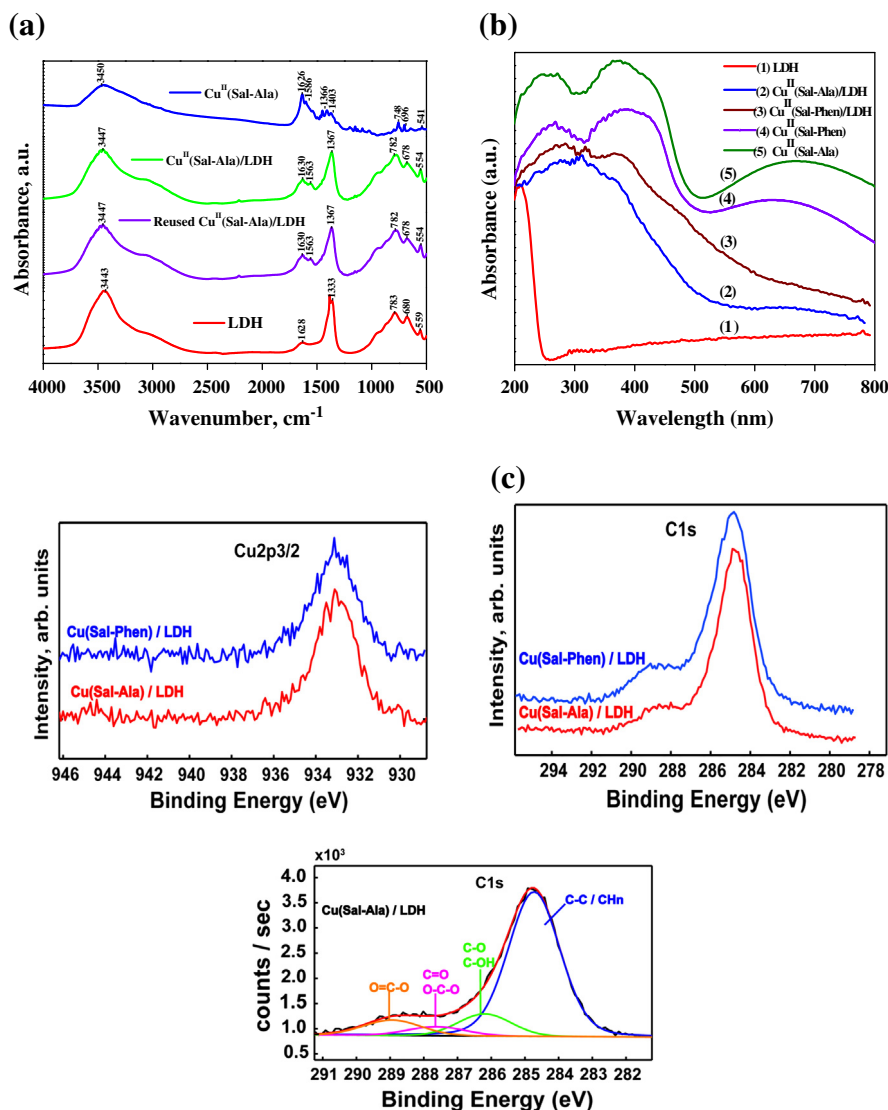 (a)
Absorbance, a.u.
3450
1626
1586
1366
1403
748
696
541
Cu^II(Sal-Ala)
3447
1630
1563
1367
782
678
554
Cu^II(Sal-Ala)/LDH
3447
1630
1563
1367
782
678
554
Reused Cu^II(Sal-Ala)/LDH
3443
1628
1333
783
680
559
LDH
4000 3500 3000 2500 2000 1500 1000 500
Wavenumber, cm^-1
(b)
Absorbance (a.u.)
(1) LDH
(2) Cu^II(Sal-Ala)/LDH
(3) Cu^II(Sal-Phen)/LDH
(4) Cu^II(Sal-Phen)
(5) Cu^II(Sal-Ala)
(5)
(4)
(3)
(2)
(1)
200 300 400 500 600 700 800
Wavelength (nm)
(c)
Intensity, arb. units
Cu2p3/2
Cu(Sal-Phen) / LDH
Cu(Sal-Ala) / LDH
946 944 942 940 938 936 934 932 930
Binding Energy (eV)
Intensity, arb. units
C1s
Cu(Sal-Phen) / LDH
Cu(Sal-Ala) / LDH
294 292 290 288 286 284 282 280 278
Binding Energy (eV)
x10^3
counts / sec
4.0
3.5
3.0
2.5
2.0
1.5
1.0
0.5
C1s
Cu(Sal-Ala) / LDH
C-C / CHn
C-O
C-OH
C=O
O-C-O
O=C-O
291 290 289 288 287 286 285 284 283 282
Binding Energy (eV)